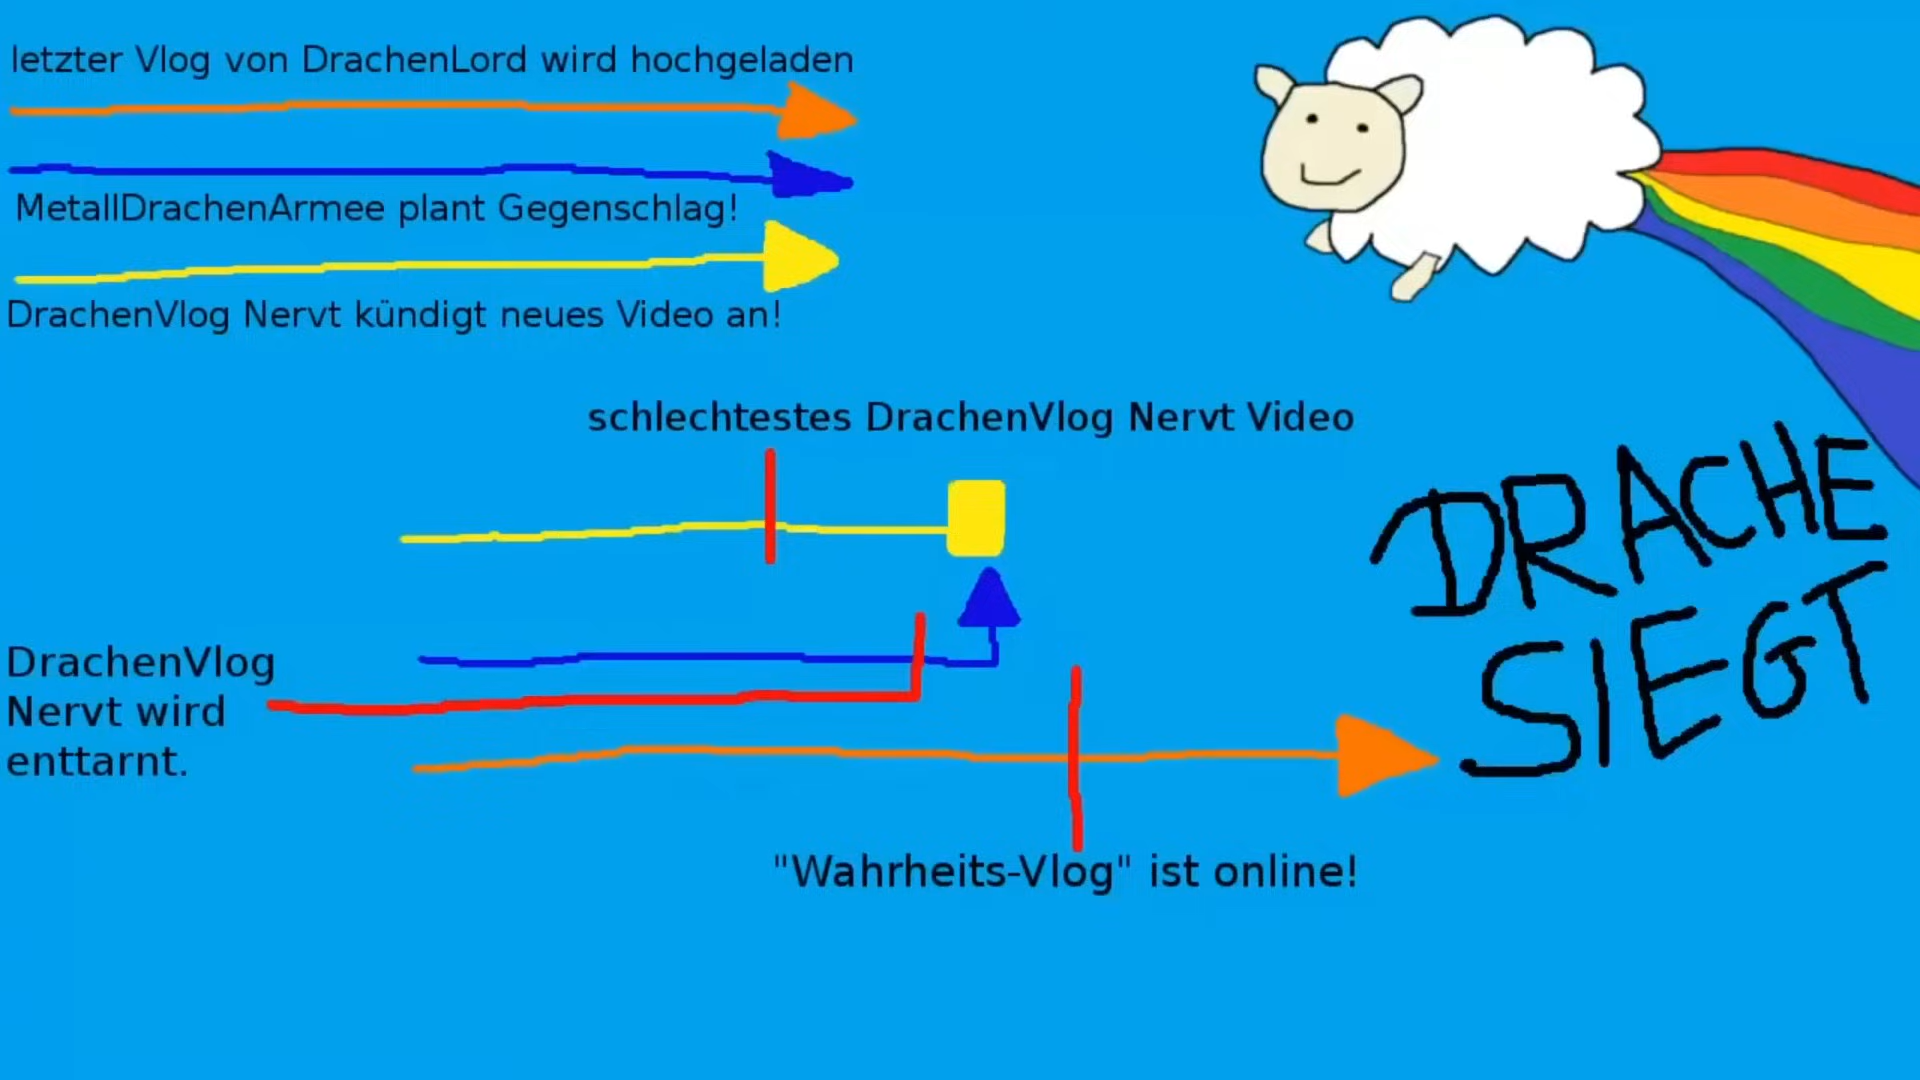 letzter Vlog von DrachenLord wird hochgeladen
MetallDrachenArmee plant Gegenschlag!
DrachenVlog Nervt kündigt neues Video an!
schlechtestes DrachenVlog Nervt Video
DRACHE
SIEGT
DrachenVlog
Nervt wird
enttarnt.
"Wahrheits-Vlog" ist online!